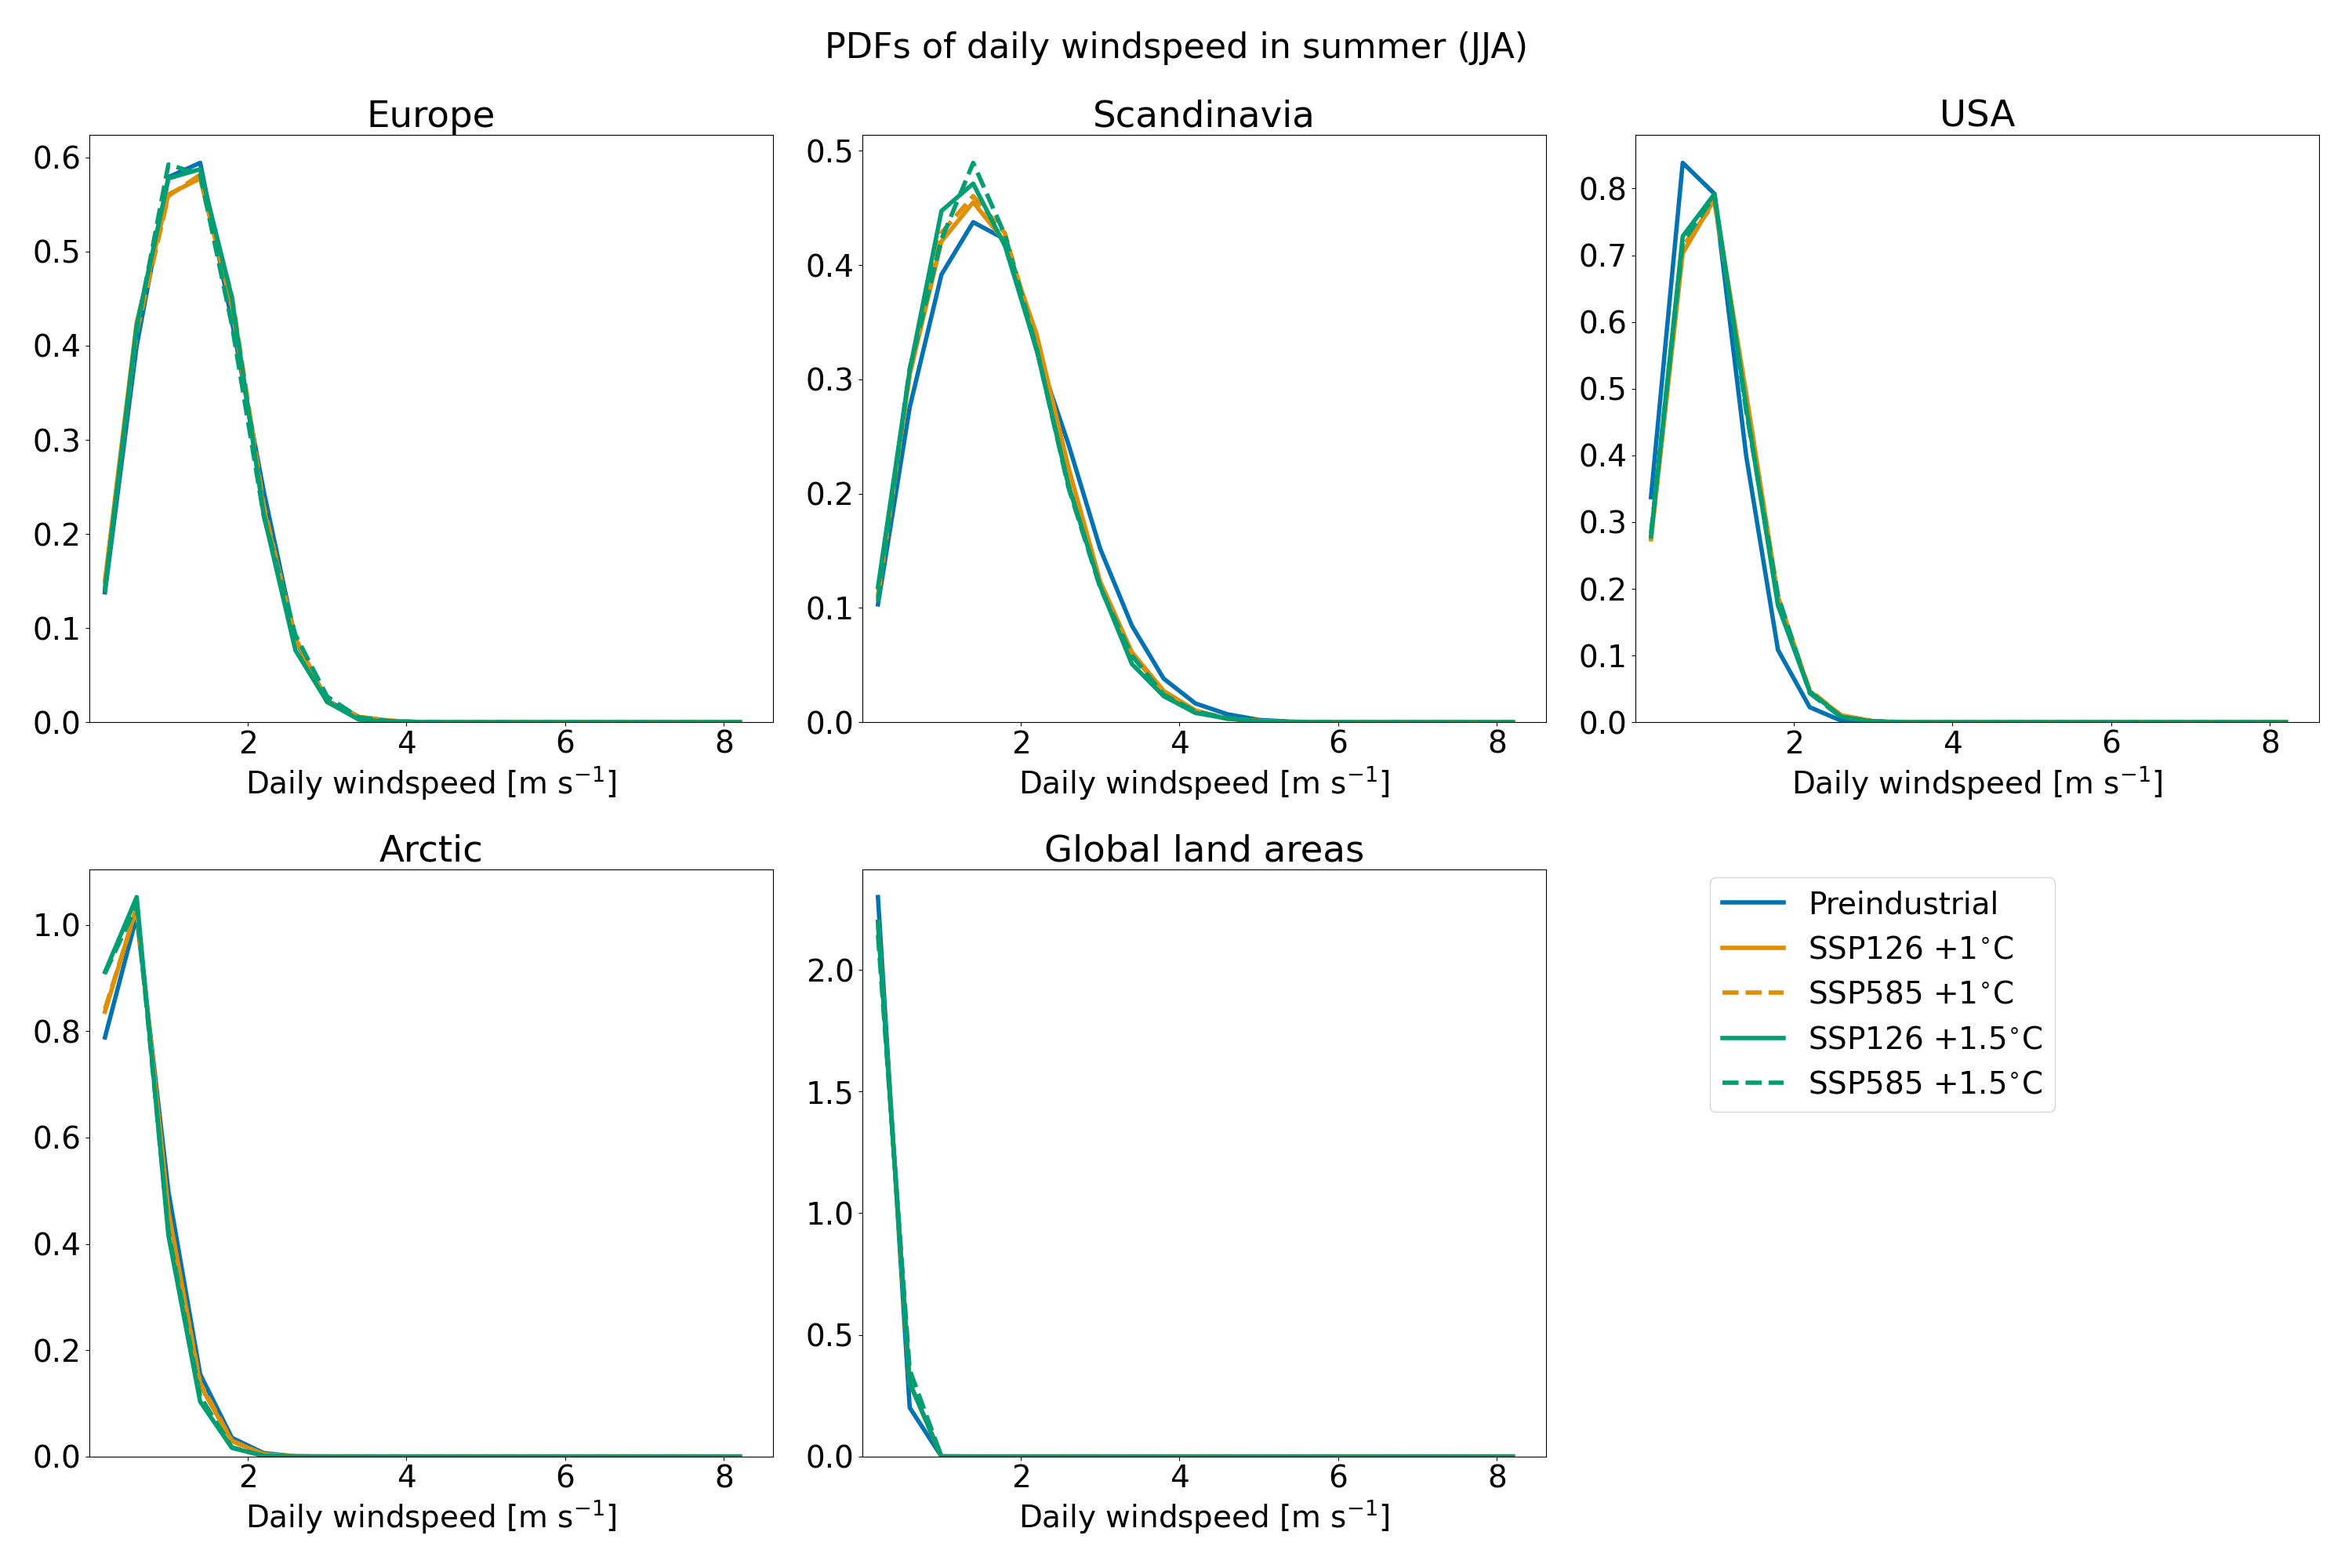 PDFs of daily windspeed in summer (JJA)
Europe
0.6
0.5
0.4
0.3
0.2
0.1
0.0
2 4 6 8
Daily windspeed [m s⁻¹]
Scandinavia
0.5
0.4
0.3
0.2
0.1
0.0
2 4 6 8
Daily windspeed [m s⁻¹]
USA
0.8
0.7
0.6
0.5
0.4
0.3
0.2
0.1
0.0
2 4 6 8
Daily windspeed [m s⁻¹]
Arctic
1.0
0.8
0.6
0.4
0.2
0.0
2 4 6 8
Daily windspeed [m s⁻¹]
Global land areas
2.0
1.5
1.0
0.5
0.0
2 4 6 8
Daily windspeed [m s⁻¹]
Preindustrial
SSP126 +1°C
SSP585 +1°C
SSP126 +1.5°C
SSP585 +1.5°C